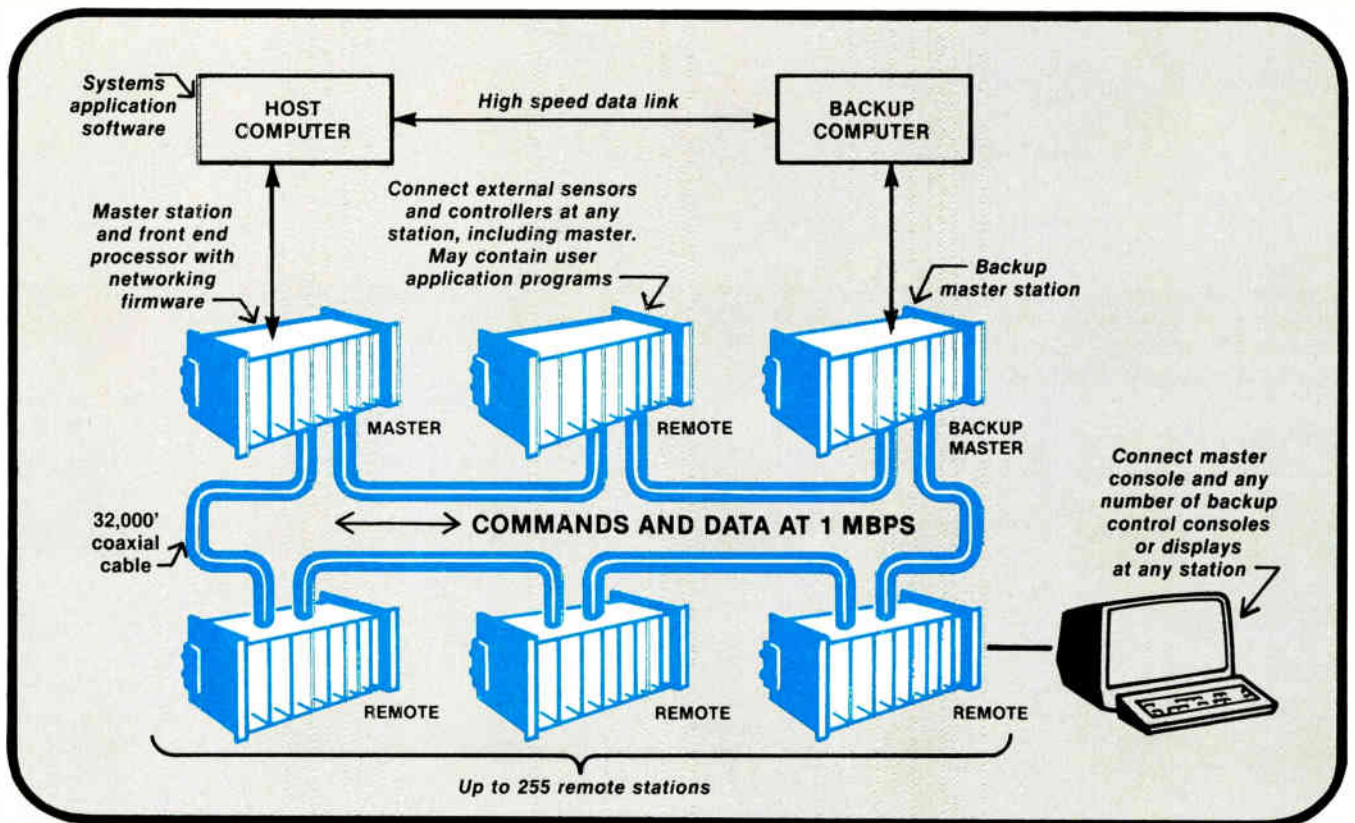 Systems
application
software
HOST
COMPUTER
High speed data link
BACKUP
COMPUTER
Master station
and front end
processor with
networking
firmware
Connect external sensors
and controllers at any
station, including master.
May contain user
application programs
Backup
master station
MASTER
REMOTE
BACKUP
MASTER
Connect master
console and any
number of backup
control consoles
or displays
at any station
32,000'
coaxial
cable
COMMANDS AND DATA AT 1 MBPS
REMOTE
REMOTE
REMOTE
Up to 255 remote stations